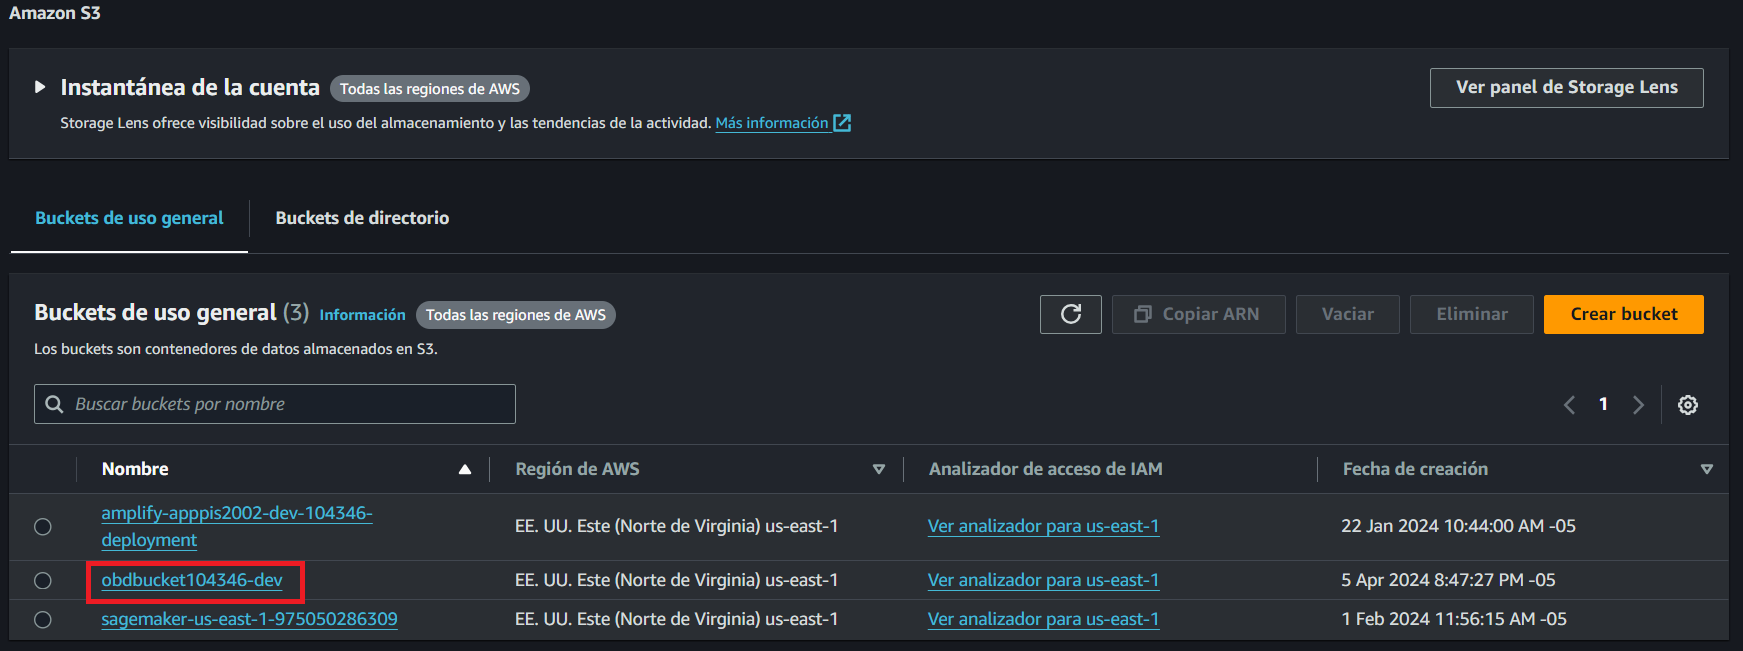 Amazon S3
Instantánea de la cuenta Todas las regiones de AWS
Ver panel de Storage Lens
Storage Lens ofrece visibilidad sobre el uso del almacenamiento y las tendencias de la actividad. Más información
Buckets de uso general Buckets de directorio
Buckets de uso general (3) Información Todas las regiones de AWS
Copiar ARN Vaciar Eliminar Crear bucket
Los buckets son contenedores de datos almacenados en S3.
Buscar buckets por nombre
1
Nombre Región de AWS Analizador de acceso de IAM Fecha de creación
amplify-apppis2002-dev-104346-
deployment
EE. UU. Este (Norte de Virginia) us-east-1 Ver analizador para us-east-1 22 Jan 2024 10:44:00 AM -05
obdbucket104346-dev EE. UU. Este (Norte de Virginia) us-east-1 Ver analizador para us-east-1 5 Apr 2024 8:47:27 PM -05
sagemaker-us-east-1-975050286309 EE. UU. Este (Norte de Virginia) us-east-1 Ver analizador para us-east-1 1 Feb 2024 11:56:15 AM -05